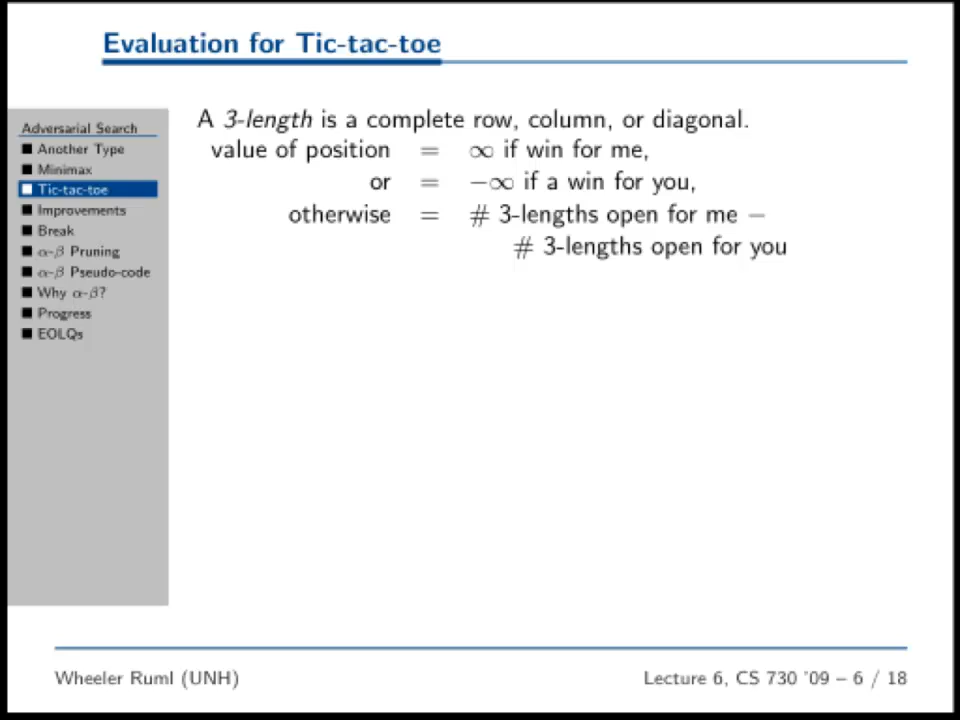 Evaluation for Tic-tac-toe
Adversarial Search
Another Type
Minimax
Tic-tac-toe
Improvements
Break
α-β Pruning
α-β Pseudo-code
Why α-β?
Progress
EOLQs
A 3-length is a complete row, column, or diagonal.
value of position = ∞ if win for me,
or = −∞ if a win for you,
otherwise = # 3-lengths open for me −
# 3-lengths open for you
Wheeler Ruml (UNH)
Lecture 6, CS 730 '09 – 6 / 18